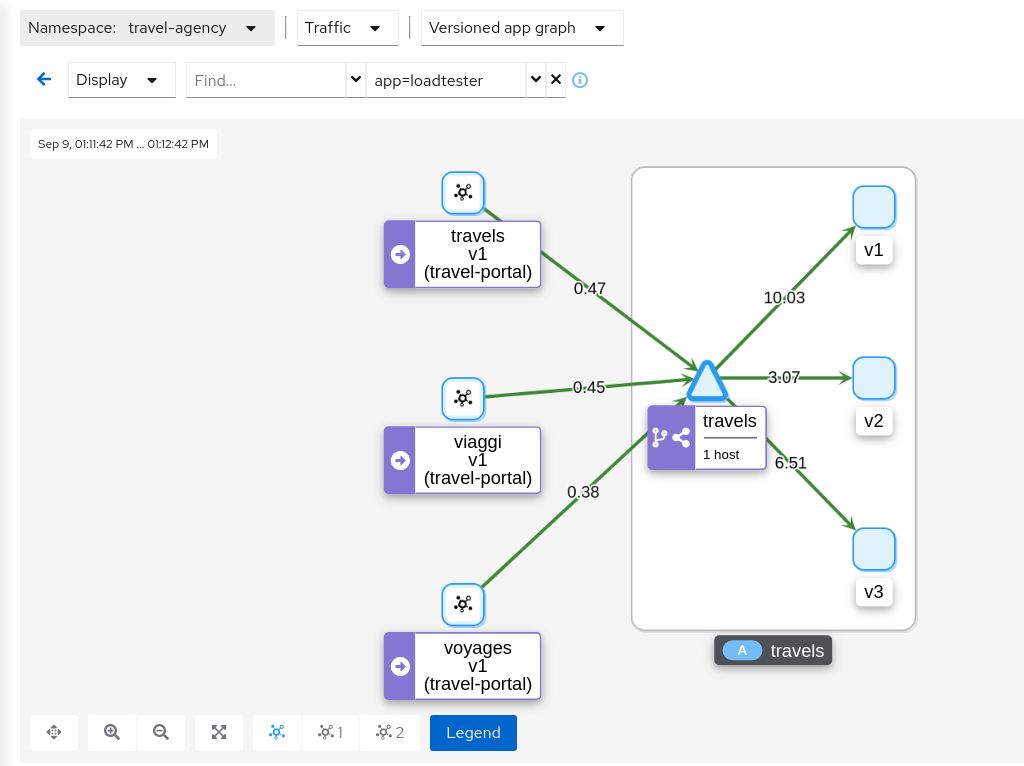 Namespace: travel-agency
Traffic
Versioned app graph
Display
Find...
app=loadtester
Sep 9, 01:11:42 PM ... 01:12:42 PM
travels
v1
(travel-portal)
0.47
viaggi
v1
(travel-portal)
0.45
voyages
v1
(travel-portal)
0.38
travels
1 host
10.03
3.07
6.51
v1
v2
v3
A travels
1
2
Legend